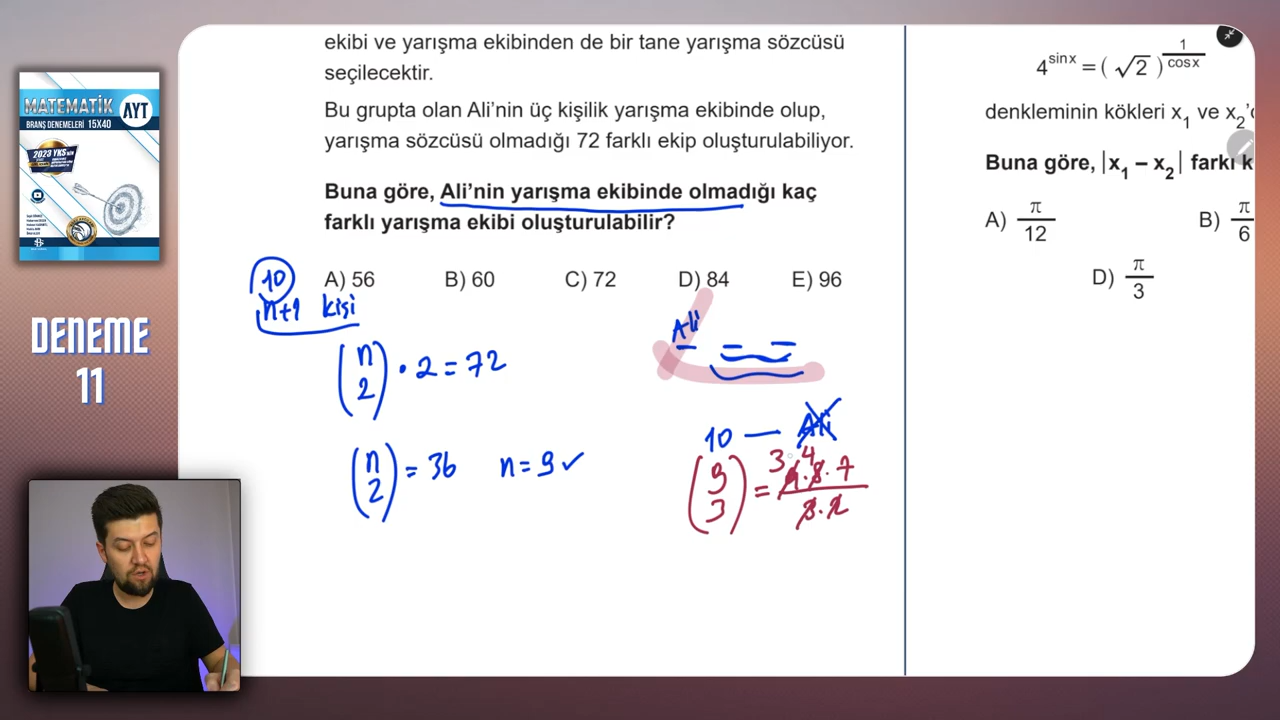 MATEMATİK AYT
BRANŞ DENEMELERİ 15X40
2023 YKS'NİN
DENEME
11
ekibi ve yarışma ekibinden de bir tane yarışma sözcüsü
seçilecektir.
Bu grupta olan Ali'nin üç kişilik yarışma ekibinde olup,
yarışma sözcüsü olmadığı 72 farklı ekip oluşturulabiliyor.
Buna göre, Ali'nin yarışma ekibinde olmadığı kaç
farklı yarışma ekibi oluşturulabilir?
A) 56 B) 60 C) 72 D) 84 E) 96
10
n+1 kişi
(n 2) · 2 = 72
(n 2) = 36 n = 9 ✓
Ali
10 — Ali
(9 3) = 9·8·7 / 3·2
3 4
4^sinx = (√2)^1/cosx
denkleminin kökleri x₁ ve x₂'
Buna göre, |x₁ – x₂| farkı k
A) π/12 B) π/6
D) π/3